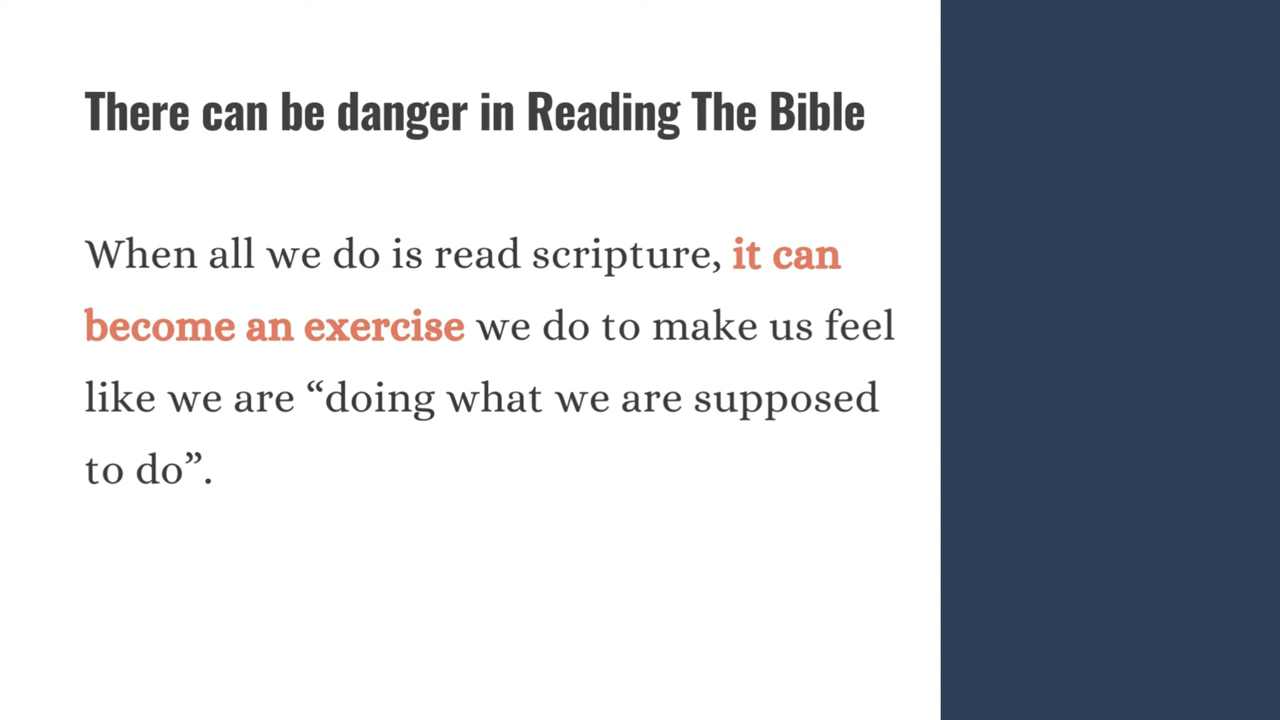 There can be danger in Reading The Bible
When all we do is read scripture, it can
become an exercise we do to make us feel
like we are “doing what we are supposed
to do”.